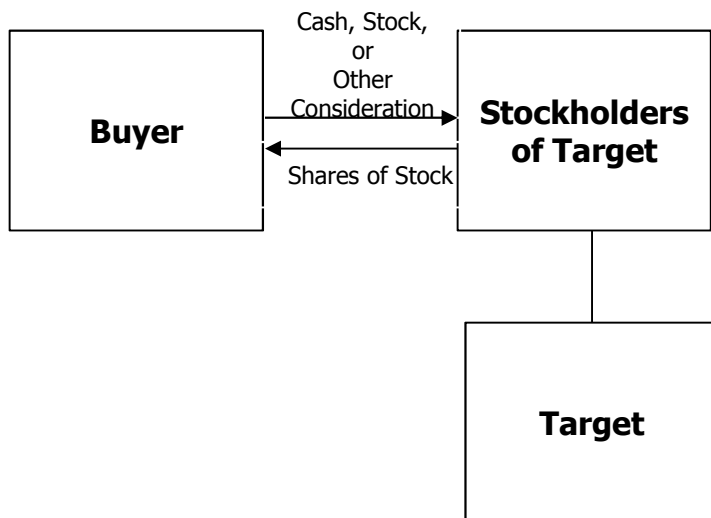 Cash, Stock,
or
Other
Consideration
Buyer
Stockholders
of Target
Shares of Stock
Target